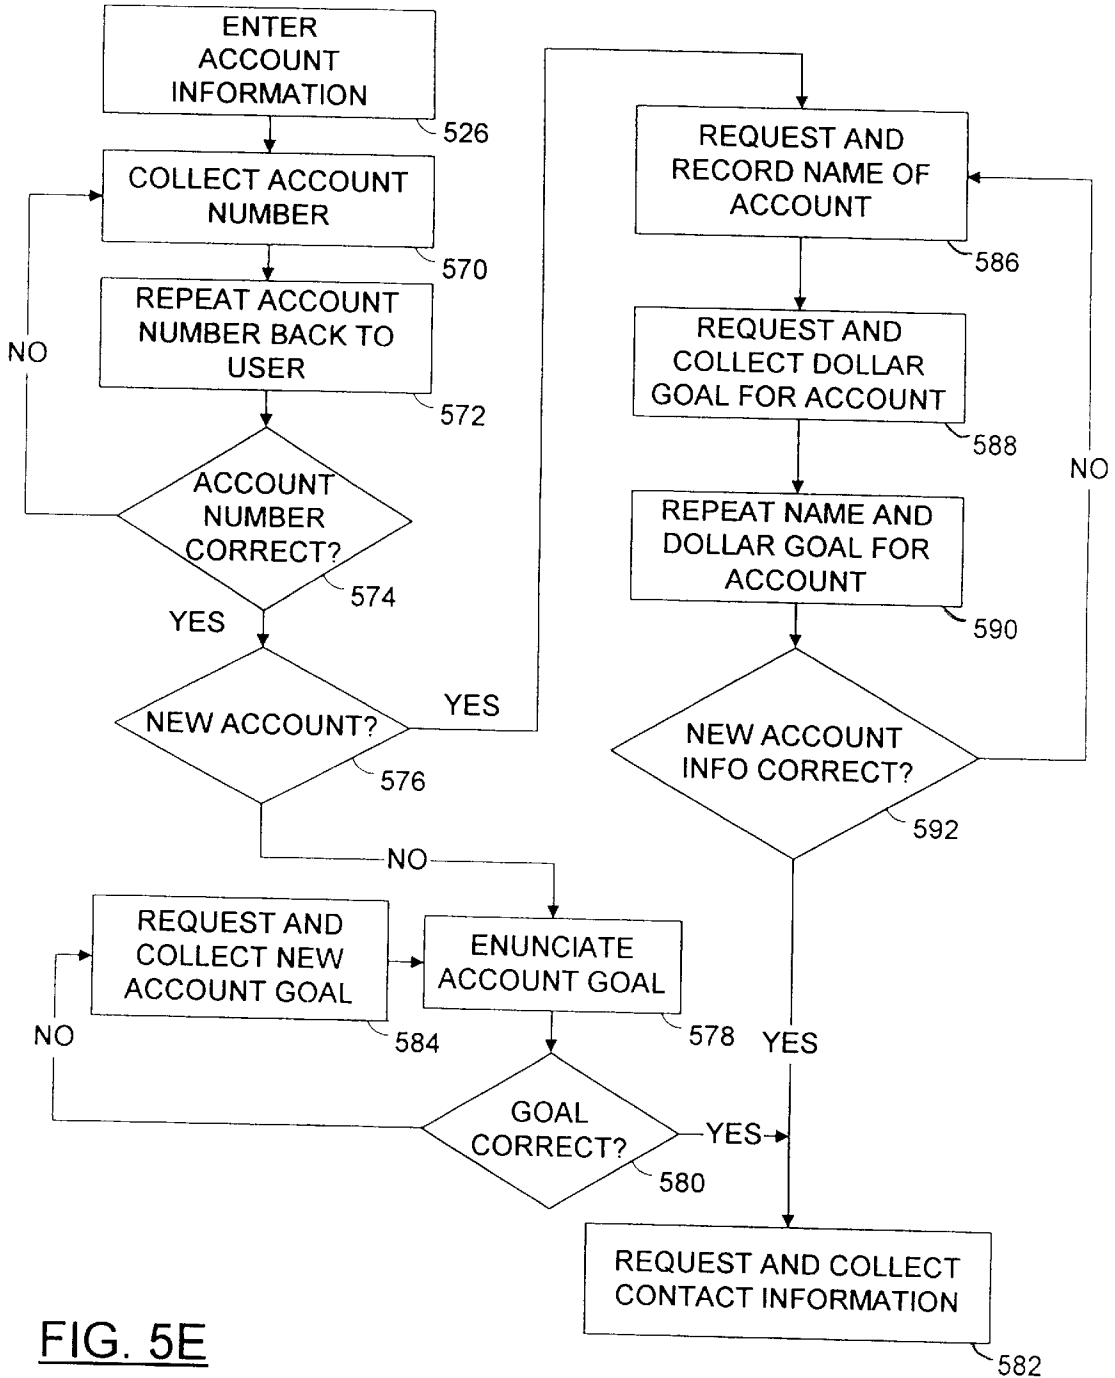 ENTER
ACCOUNT
INFORMATION
526
COLLECT ACCOUNT
NUMBER
570
REPEAT ACCOUNT
NUMBER BACK TO
USER
572
NO
ACCOUNT
NUMBER
CORRECT?
574
YES
NEW ACCOUNT?
576
YES
NO
REQUEST AND
COLLECT NEW
ACCOUNT GOAL
584
NO
ENUNCIATE
ACCOUNT GOAL
578
GOAL
CORRECT?
580
YES
REQUEST AND
RECORD NAME OF
ACCOUNT
586
REQUEST AND
COLLECT DOLLAR
GOAL FOR ACCOUNT
588
NO
REPEAT NAME AND
DOLLAR GOAL FOR
ACCOUNT
590
NEW ACCOUNT
INFO CORRECT?
592
YES
REQUEST AND COLLECT
CONTACT INFORMATION
582
FIG. 5E